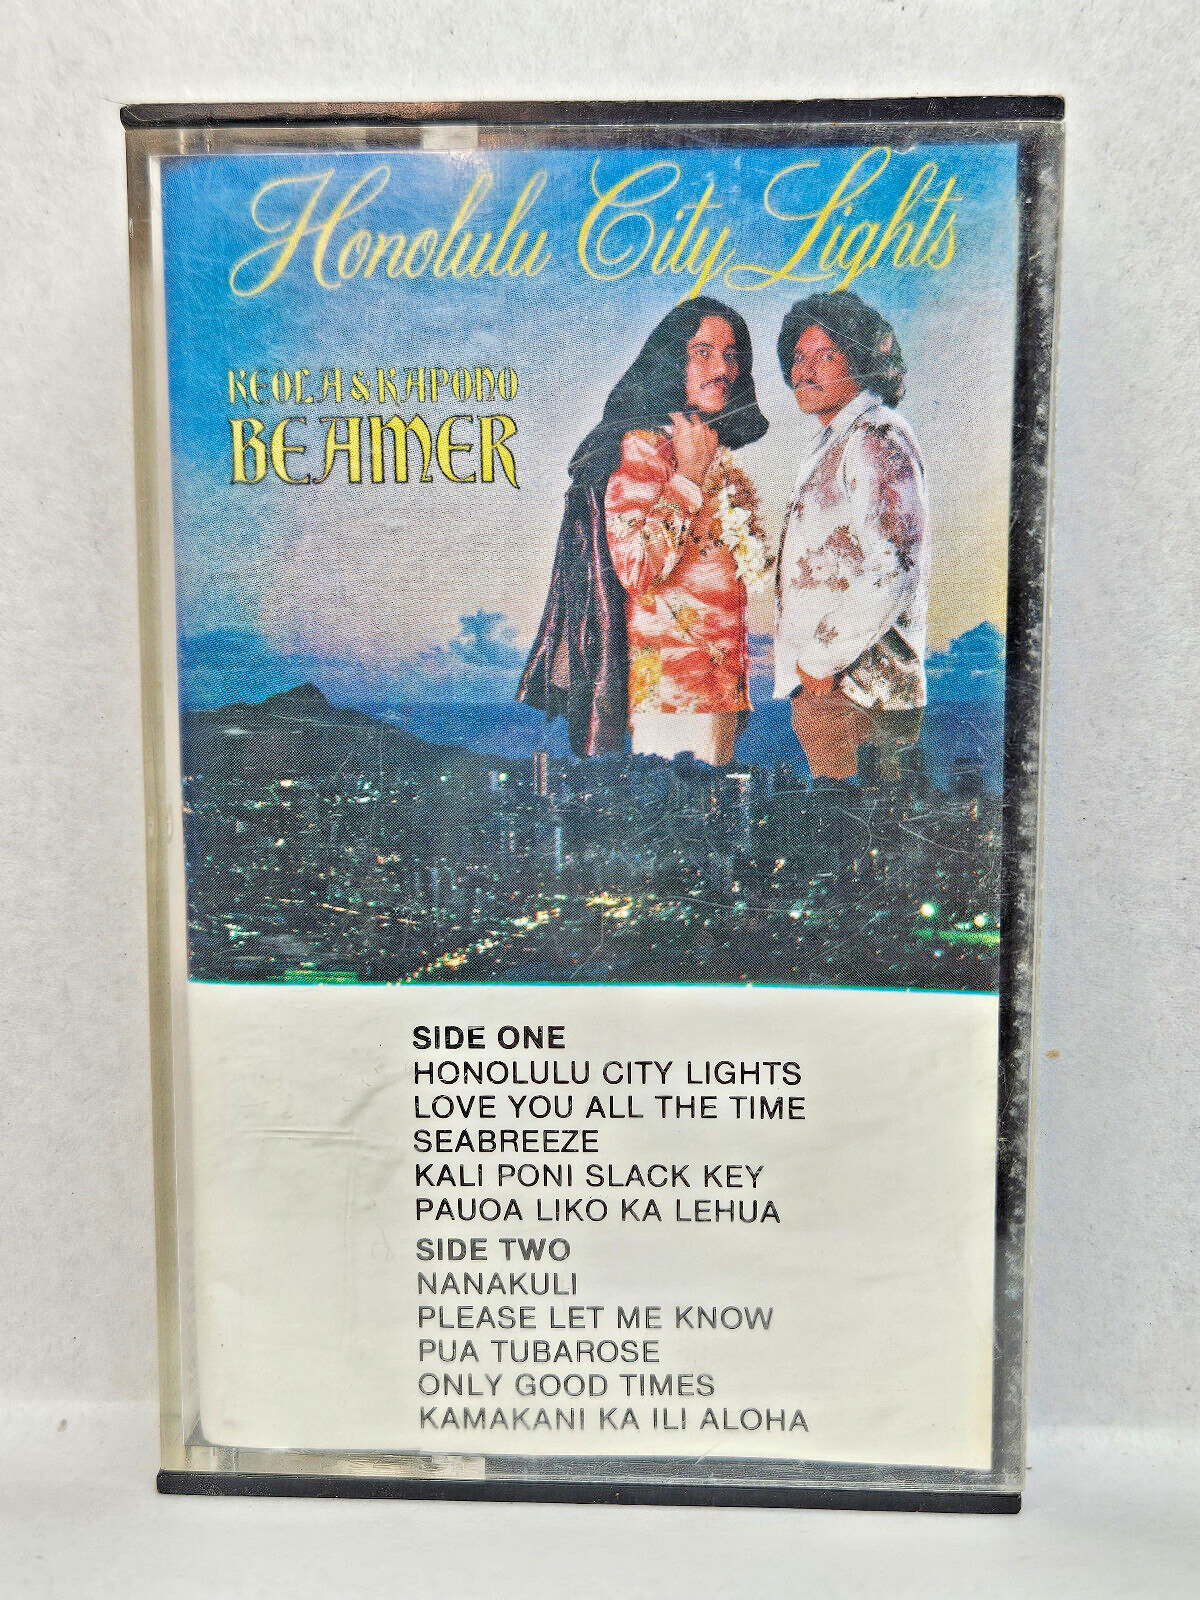 Honolulu City Lights
KEOLA & KAPONO
BEAMER
SIDE ONE
HONOLULU CITY LIGHTS
LOVE YOU ALL THE TIME
SEABREEZE
KALI PONI SLACK KEY
PAUOA LIKO KA LEHUA
SIDE TWO
NANAKULI
PLEASE LET ME KNOW
PUA TUBAROSE
ONLY GOOD TIMES
KAMAKANI KA ILI ALOHA